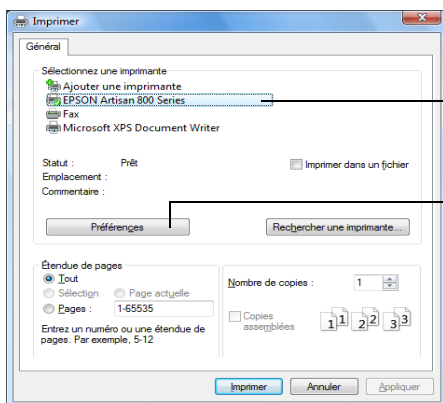 Imprimer
Général
Sélectionnez une imprimante
Ajouter une imprimante
EPSON Artisan 800 Series
Fax
Microsoft XPS Document Writer
Statut : Prêt
Imprimer dans un fichier
Emplacement :
Commentaire :
Préférences
Rechercher une imprimante...
Étendue de pages
Tout
Sélection
Page actuelle
Pages : 1-65535
Entrez un numéro ou une étendue de
pages. Par exemple, 5-12
Nombre de copies : 1
Copies
assemblées
1 1 2 2 3 3
Imprimer
Annuler
Appliquer